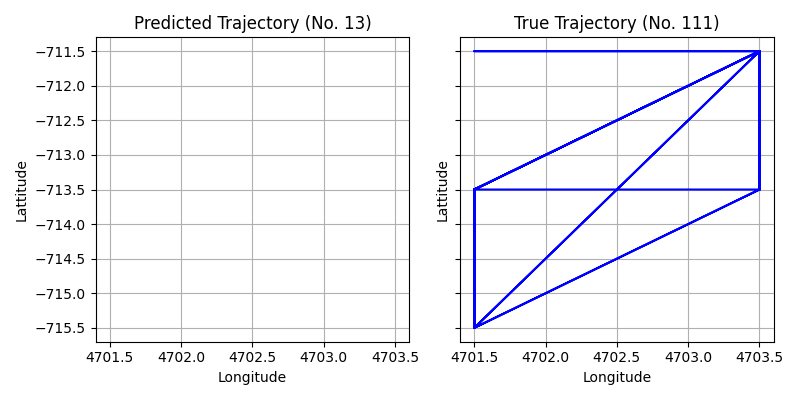 Predicted Trajectory (No. 13)
−711.5
−712.0
−712.5
−713.0
−713.5
−714.0
−714.5
−715.0
−715.5
Lattitude
4701.5 4702.0 4702.5 4703.0 4703.5
Longitude
True Trajectory (No. 111)
Lattitude
4701.5 4702.0 4702.5 4703.0 4703.5
Longitude